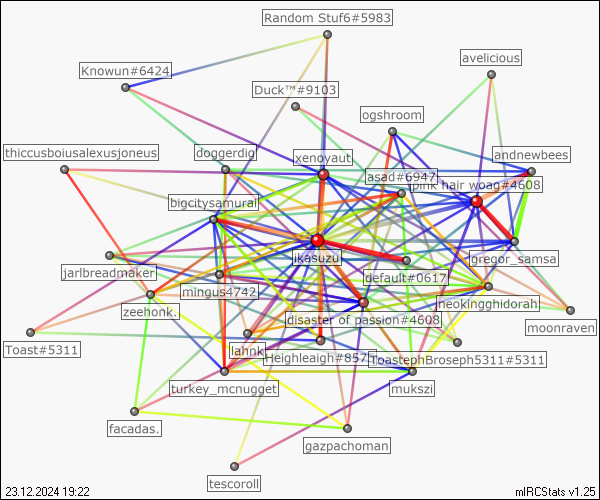 Random Stuf6#5983
avelicious
Knowun#6424
Duck™#9103
ogshroom
thiccusboiusalexusjoneus
doggerdig
xenoyaut
andnewbees
asad#6947
pink hair woag#4608
bigcitysamurai
ikasuzu
gregor_samsa
jarlbreadmaker
default#0617
mingus4742
neokingghidorah
zeehonk.
disaster of passion#4608
moonraven
Toast#5311
lahnk
Heighleigh#857
ToastephBroseph5311#5311
turkey_mcnugget
mukszi
facadas.
gazpachoman
tescoroll
23.12.2024 19:22
mIRCStats v1.25